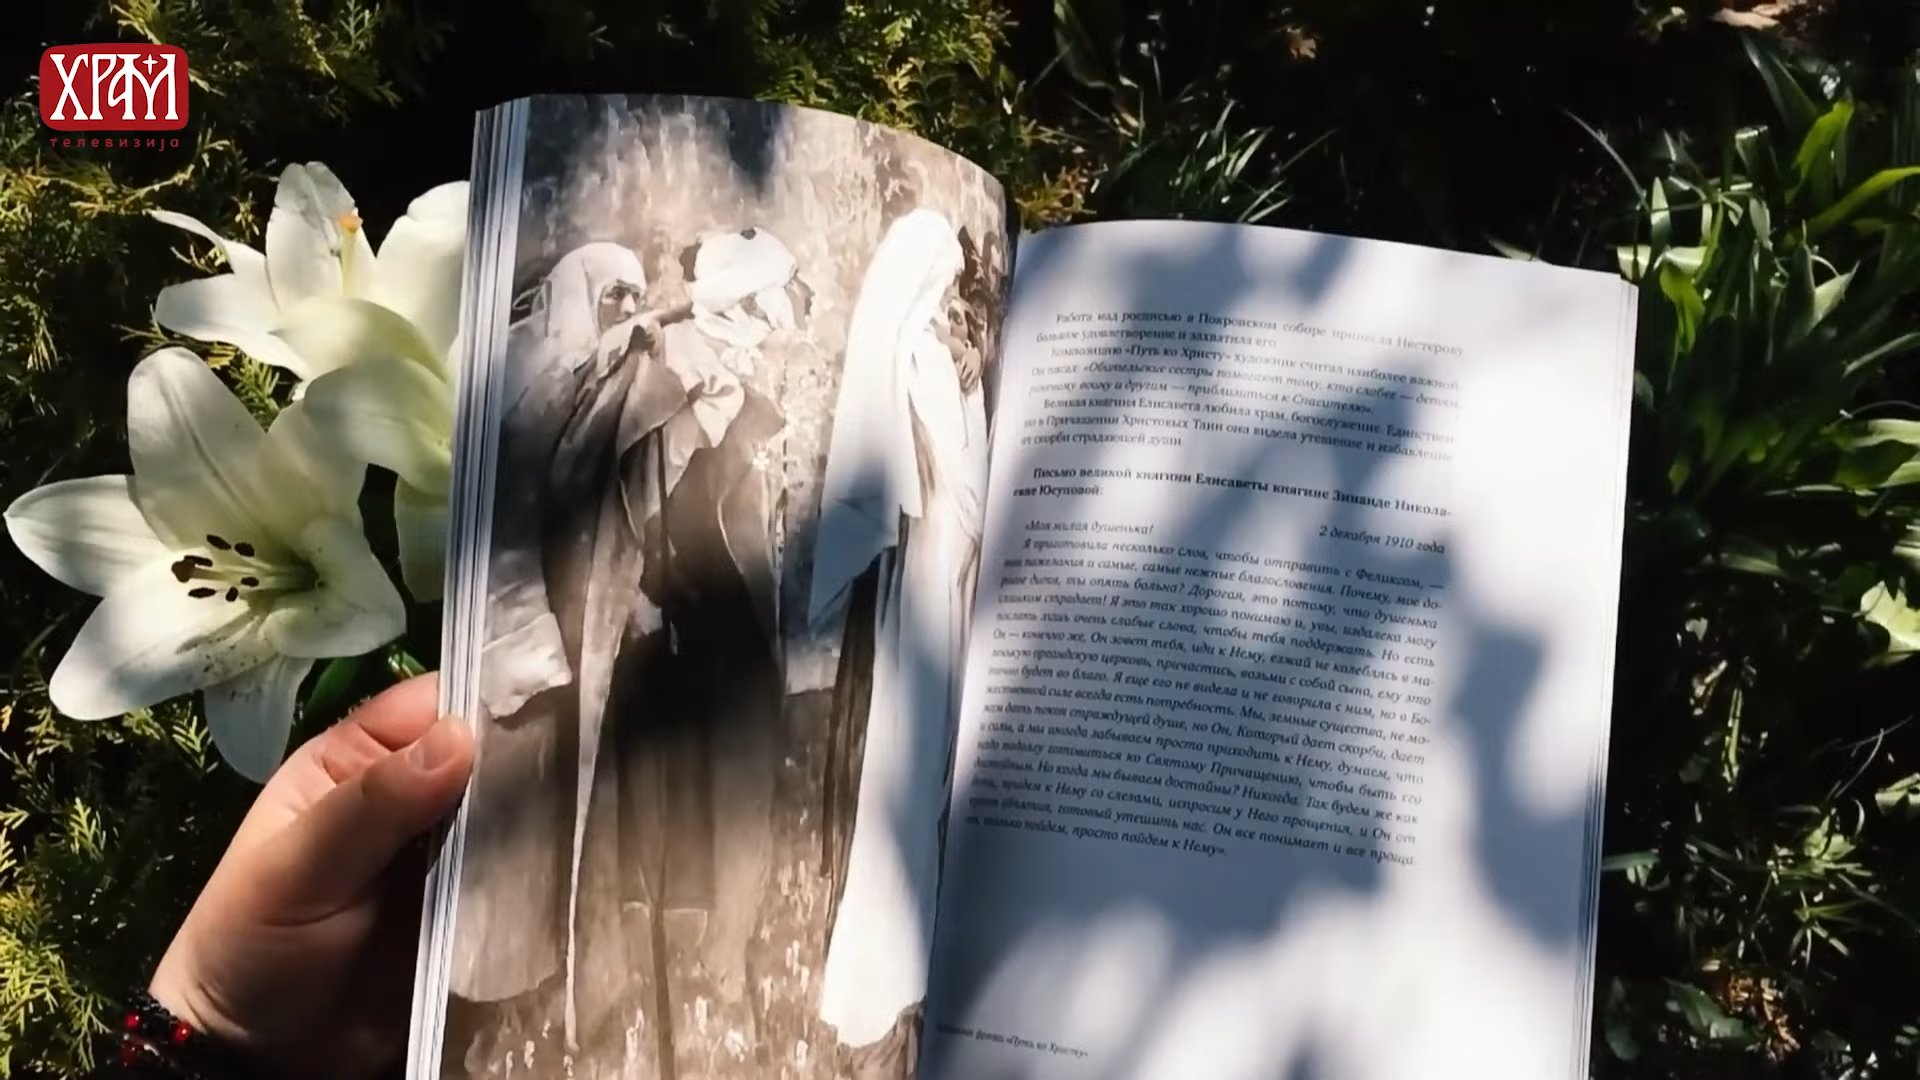 ХРАМ
телевизија
Работа над росписью в Покровском соборе принесла Нестерову
большое удовлетворение и захватила его
Композицию «Путь ко Христу» художник считал наиболее важной.
Он писал: «Обительские сестры помогают тому, кто слабее — детям,
воину и другим — приблизиться к Спасителю».
Великая княгиня Елисавета любила храм, богослужение. Единствен-
но в Причащении Христовых Таин она видела утешение и избавление
от скорби страдающей души.
Письмо великой княгини Елисаветы княгине Зинаиде Никола-
евне Юсуповой:
2 декабря 1910 года
«Моя милая душенька!
Я приготовила несколько слов, чтобы отправить с Феликсом, —
мои пожелания и самые, самые нежные благословения. Почему, мое до-
рогое дитя, ты опять больна? Дорогая, это потому, что душенька
слишком страдает! Я это так хорошо понимаю и, увы, издалека могу
послать лишь очень слабые слова, чтобы тебя поддержать. Но есть
Он — конечно же, Он зовет тебя, иди к Нему, езжай не колеблясь в ма-
ленькую церковь, причастись, возьми с собой сына, ему это
будет во благо. Я еще его не видела и не говорила с ним, но в Бо-
жественной силе всегда есть потребность. Мы, земные существа, не мо-
жем дать покоя страждущей душе, но Он, Который дает скорби, дает
и силы, а мы иногда забываем просто приходить к Нему, думаем, что
надо подолгу готовиться ко Святому Причащению, чтобы быть его
достойным. Но когда мы бываем достойны? Никогда. Так будем же как
дети, придем к Нему со слезами, испросим у Него прощения, и Он от
объятия, готовый утешить нас. Он все понимает и все проща-
ет, только пойдем, просто пойдем к Нему».
фрески «Путь ко Христу»